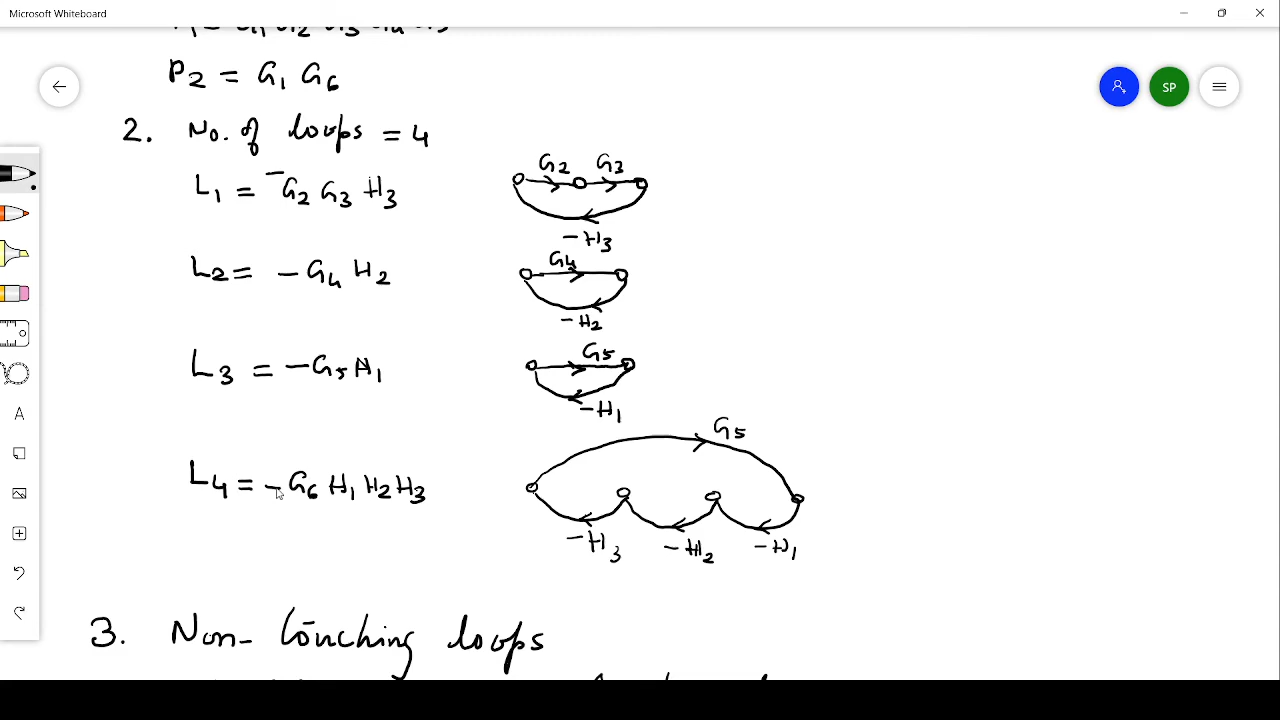 Microsoft Whiteboard
SP
P2 = G1 G6
2. No. of loops = 4
L1 = -G2 G3 H3
G2 G3
-H3
L2 = - G4 H2
G4
-H2
L3 = -G5 H1
G5
-H1
L4 = -G6 H1 H2 H3
G5
-H3 -H2 -H1
A
3. Non-touching loops